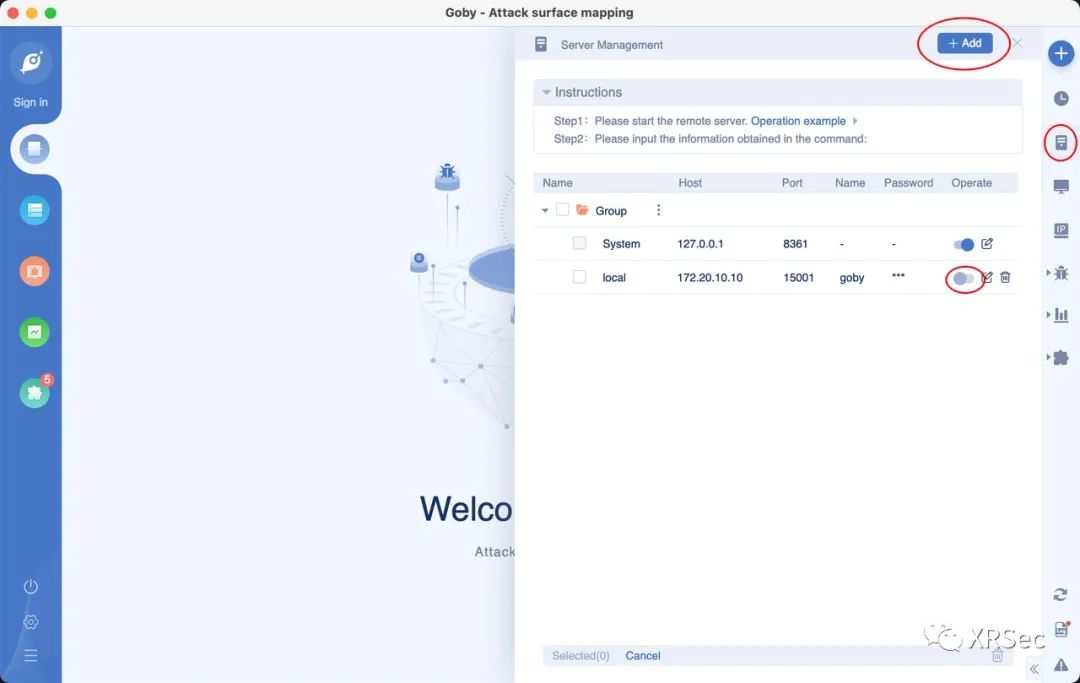 Goby - Attack surface mapping
Sign in
5
Server Management
+ Add
Instructions
Step1: Please start the remote server. Operation example
Step2: Please input the information obtained in the command:
Name Host Port Name Password Operate
Group
System 127.0.0.1 8361 - -
local 172.20.10.10 15001 goby ***
Welco
Attack
Selected(0) Cancel
IP
XRSec